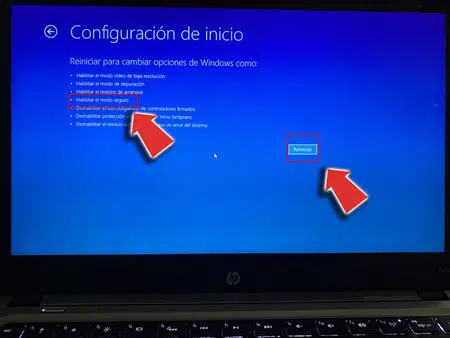 Configuración de inicio
Reiniciar para cambiar opciones de Windows como:
• Habilitar el modo vídeo de baja resolución
• Habilitar el modo de depuración
• Habilitar el registro de arranque
• Habilitar el modo seguro
• Deshabilitar el uso obligatorio de controladores firmados
• Deshabilitar protección inicio temprano
• Deshabilitar el reinicio de error del sistema
Reiniciar
hp